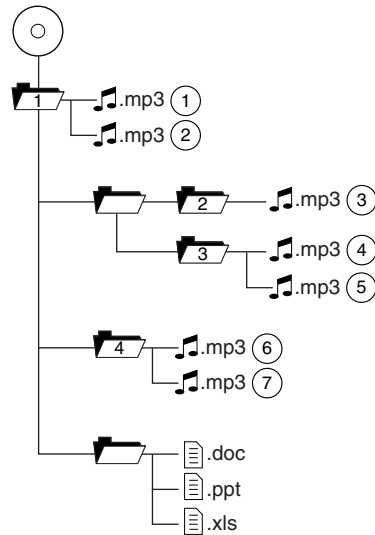 1 .mp3 1
.mp3 2
2 .mp3 3
3 .mp3 4
.mp3 5
4 .mp3 6
.mp3 7
.doc
.ppt
.xls